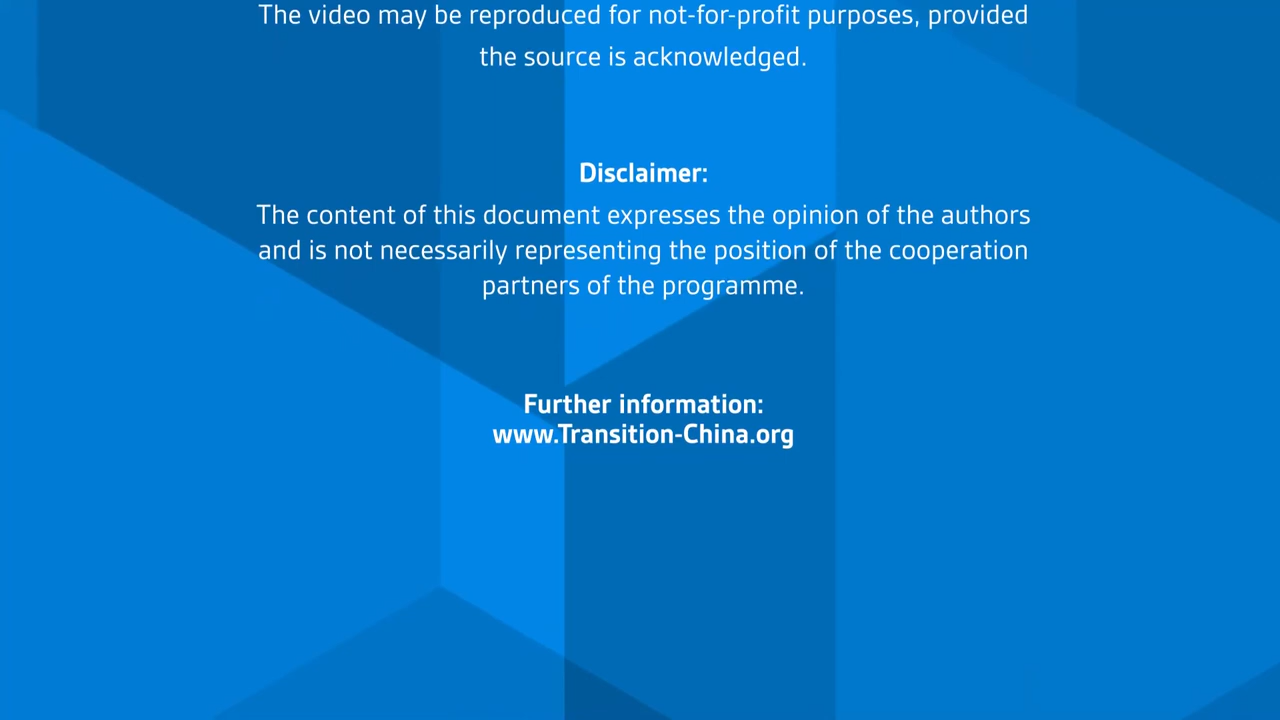 The video may be reproduced for not-for-profit purposes, provided
the source is acknowledged.
Disclaimer:
The content of this document expresses the opinion of the authors
and is not necessarily representing the position of the cooperation
partners of the programme.
Further information:
www.Transition-China.org